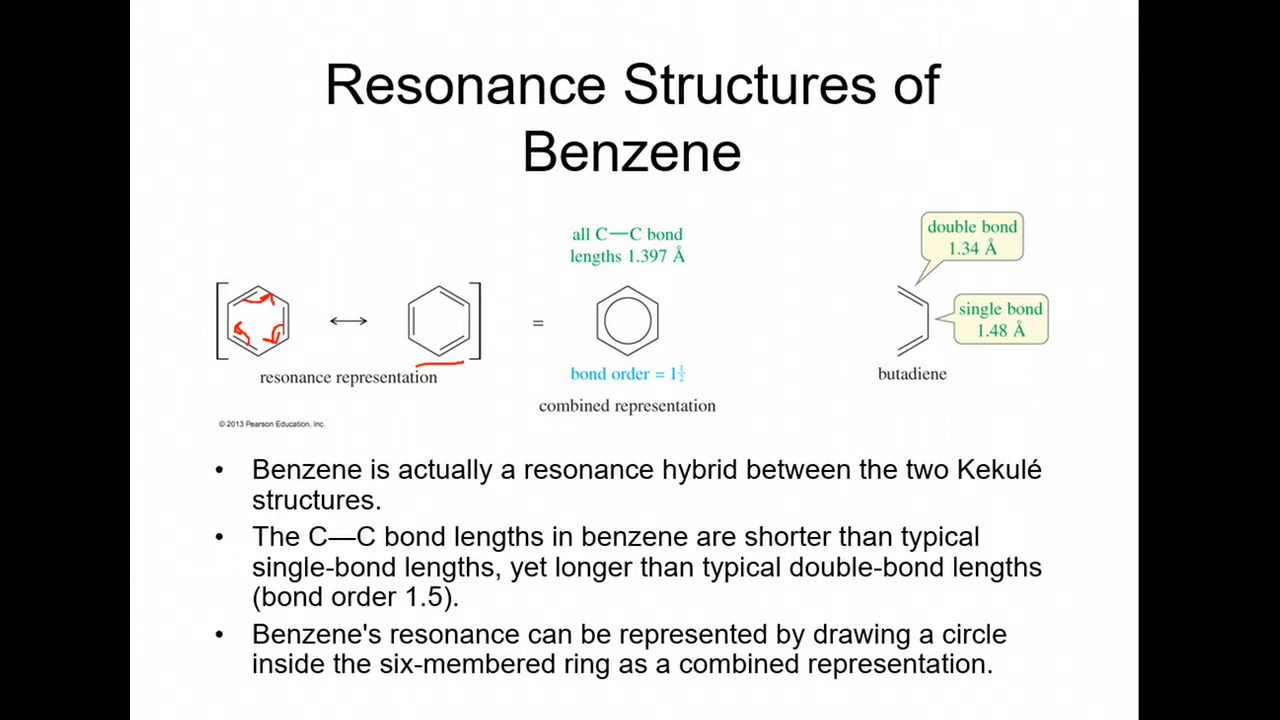 Resonance Structures of
Benzene
all C—C bond
lengths 1.397 Å
double bond
1.34 Å
single bond
1.48 Å
=
resonance representation
bond order = 1½
butadiene
combined representation
© 2013 Pearson Education, Inc.
• Benzene is actually a resonance hybrid between the two Kekulé
structures.
• The C—C bond lengths in benzene are shorter than typical
single-bond lengths, yet longer than typical double-bond lengths
(bond order 1.5).
• Benzene's resonance can be represented by drawing a circle
inside the six-membered ring as a combined representation.